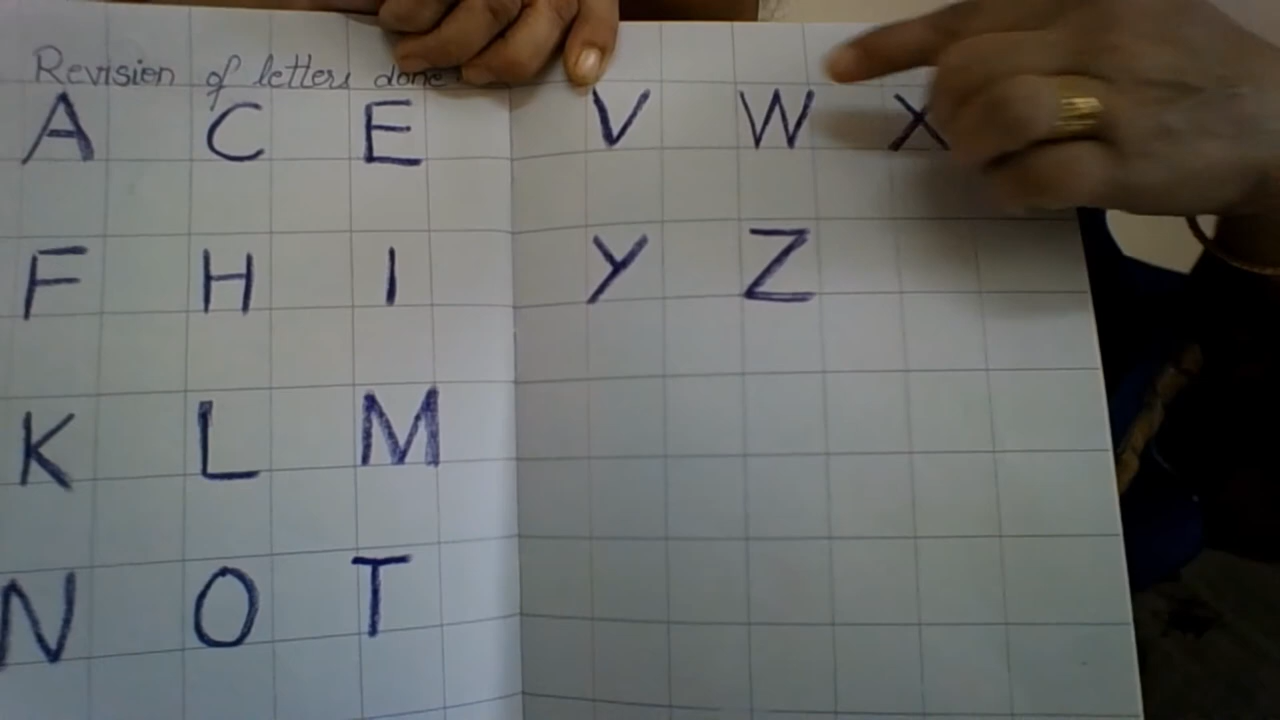 Revision of letters done
A C E
F H I
K L M
N O T
V W X
Y Z